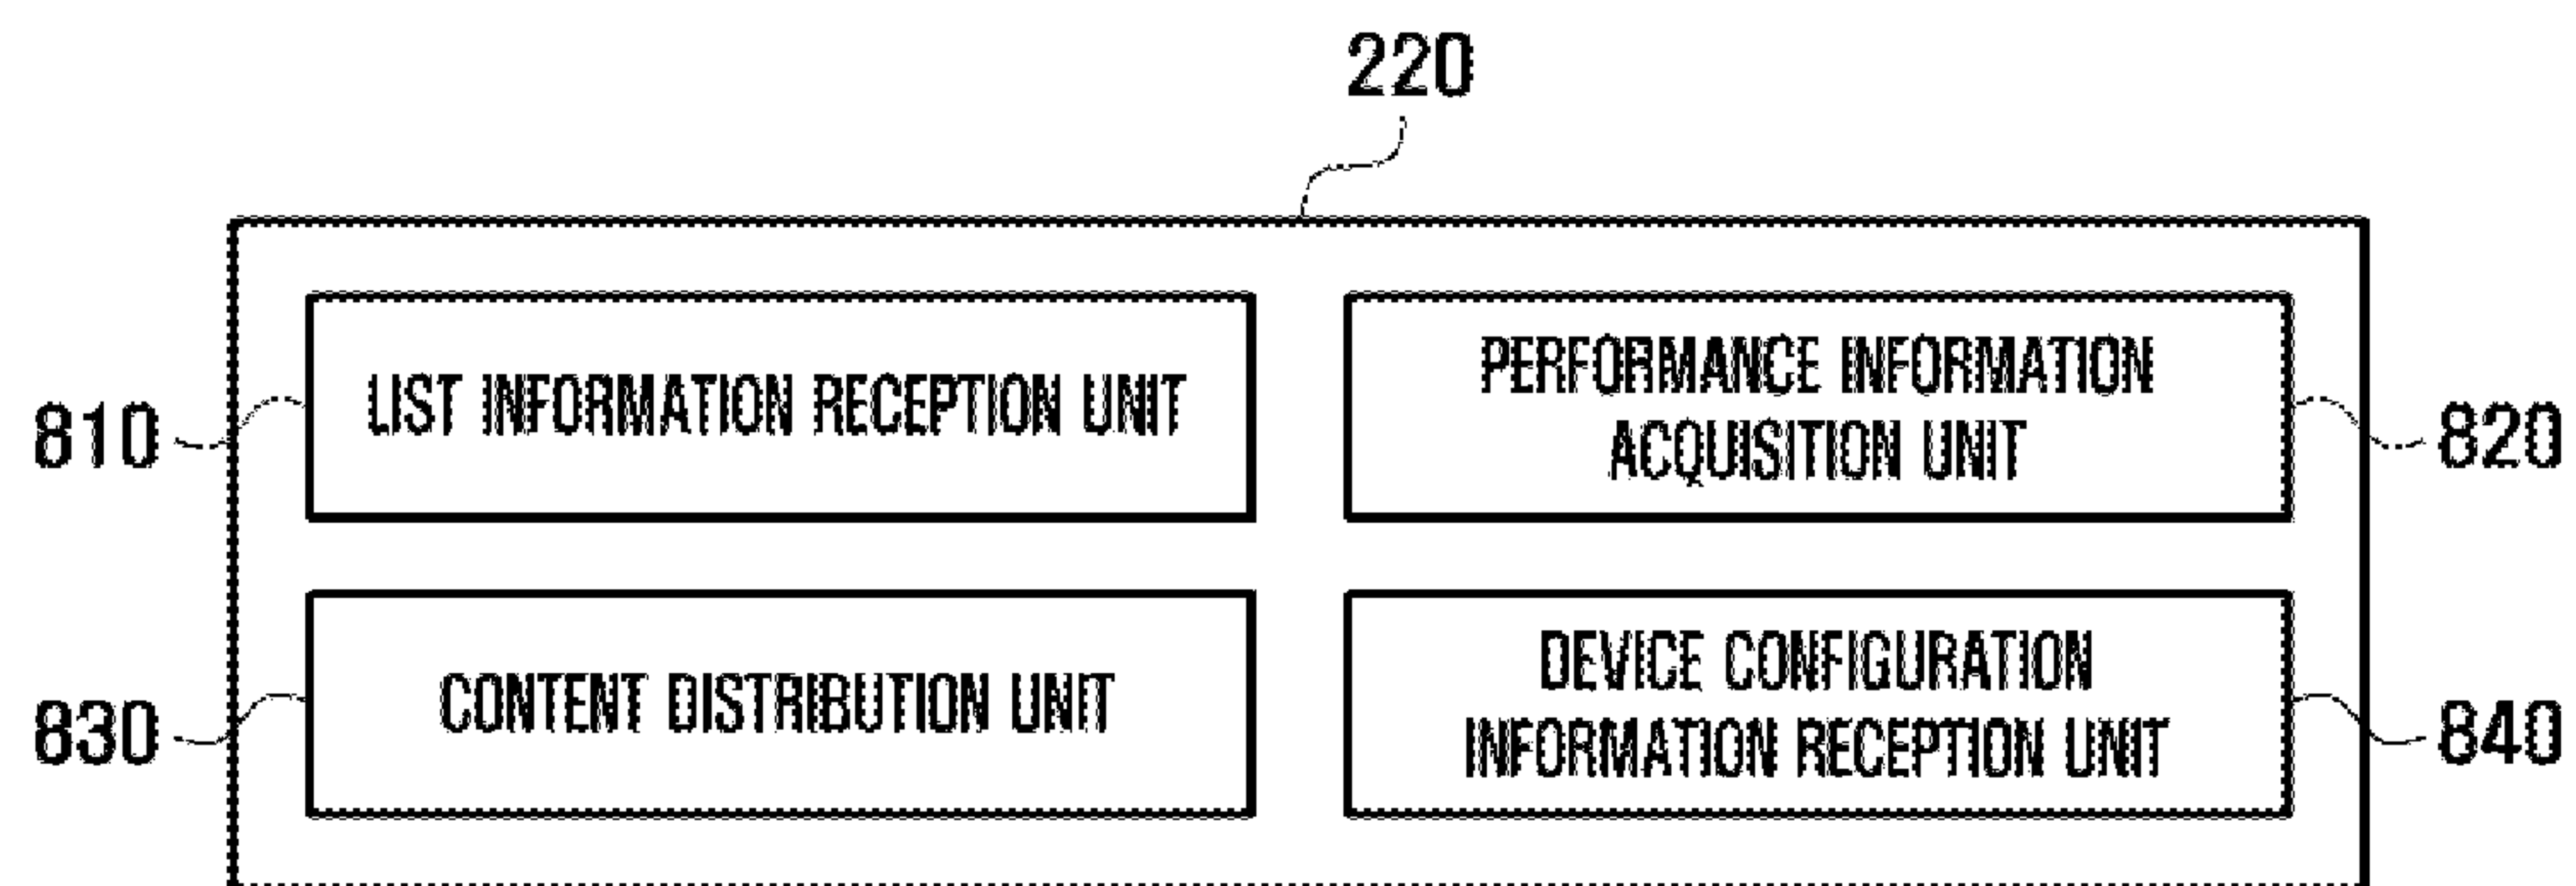 220
810
LIST INFORMATION RECEPTION UNIT
PERFORMANCE INFORMATION
ACQUISITION UNIT
820
830
CONTENT DISTRIBUTION UNIT
DEVICE CONFIGURATION
INFORMATION RECEPTION UNIT
840